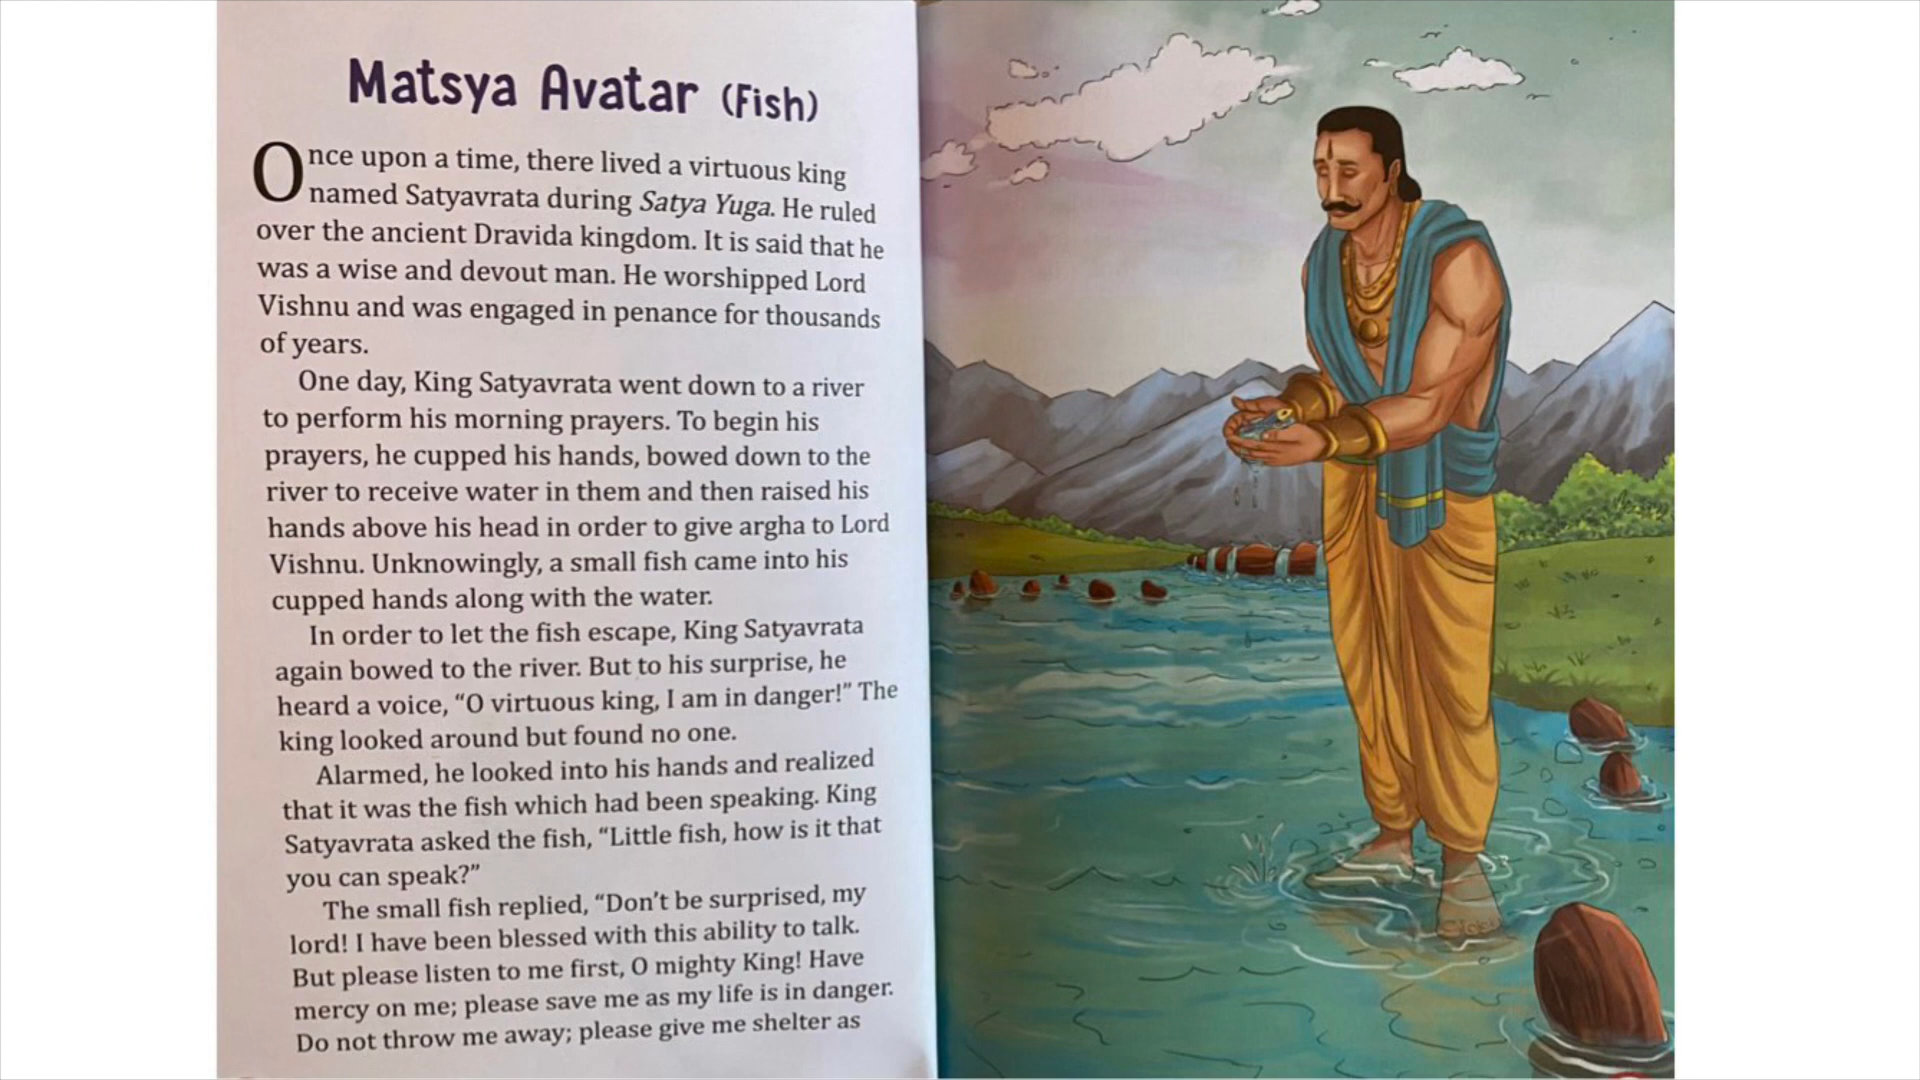 Matsya Avatar (Fish)
Once upon a time, there lived a virtuous king
named Satyavrata during Satya Yuga. He ruled
over the ancient Dravida kingdom. It is said that he
was a wise and devout man. He worshipped Lord
Vishnu and was engaged in penance for thousands
of years.
One day, King Satyavrata went down to a river
to perform his morning prayers. To begin his
prayers, he cupped his hands, bowed down to the
river to receive water in them and then raised his
hands above his head in order to give argha to Lord
Vishnu. Unknowingly, a small fish came into his
cupped hands along with the water.
In order to let the fish escape, King Satyavrata
again bowed to the river. But to his surprise, he
heard a voice, “O virtuous king, I am in danger!” The
king looked around but found no one.
Alarmed, he looked into his hands and realized
that it was the fish which had been speaking. King
Satyavrata asked the fish, “Little fish, how is it that
you can speak?”
The small fish replied, “Don’t be surprised, my
lord! I have been blessed with this ability to talk.
But please listen to me first, O mighty King! Have
mercy on me; please save me as my life is in danger.
Do not throw me away; please give me shelter as